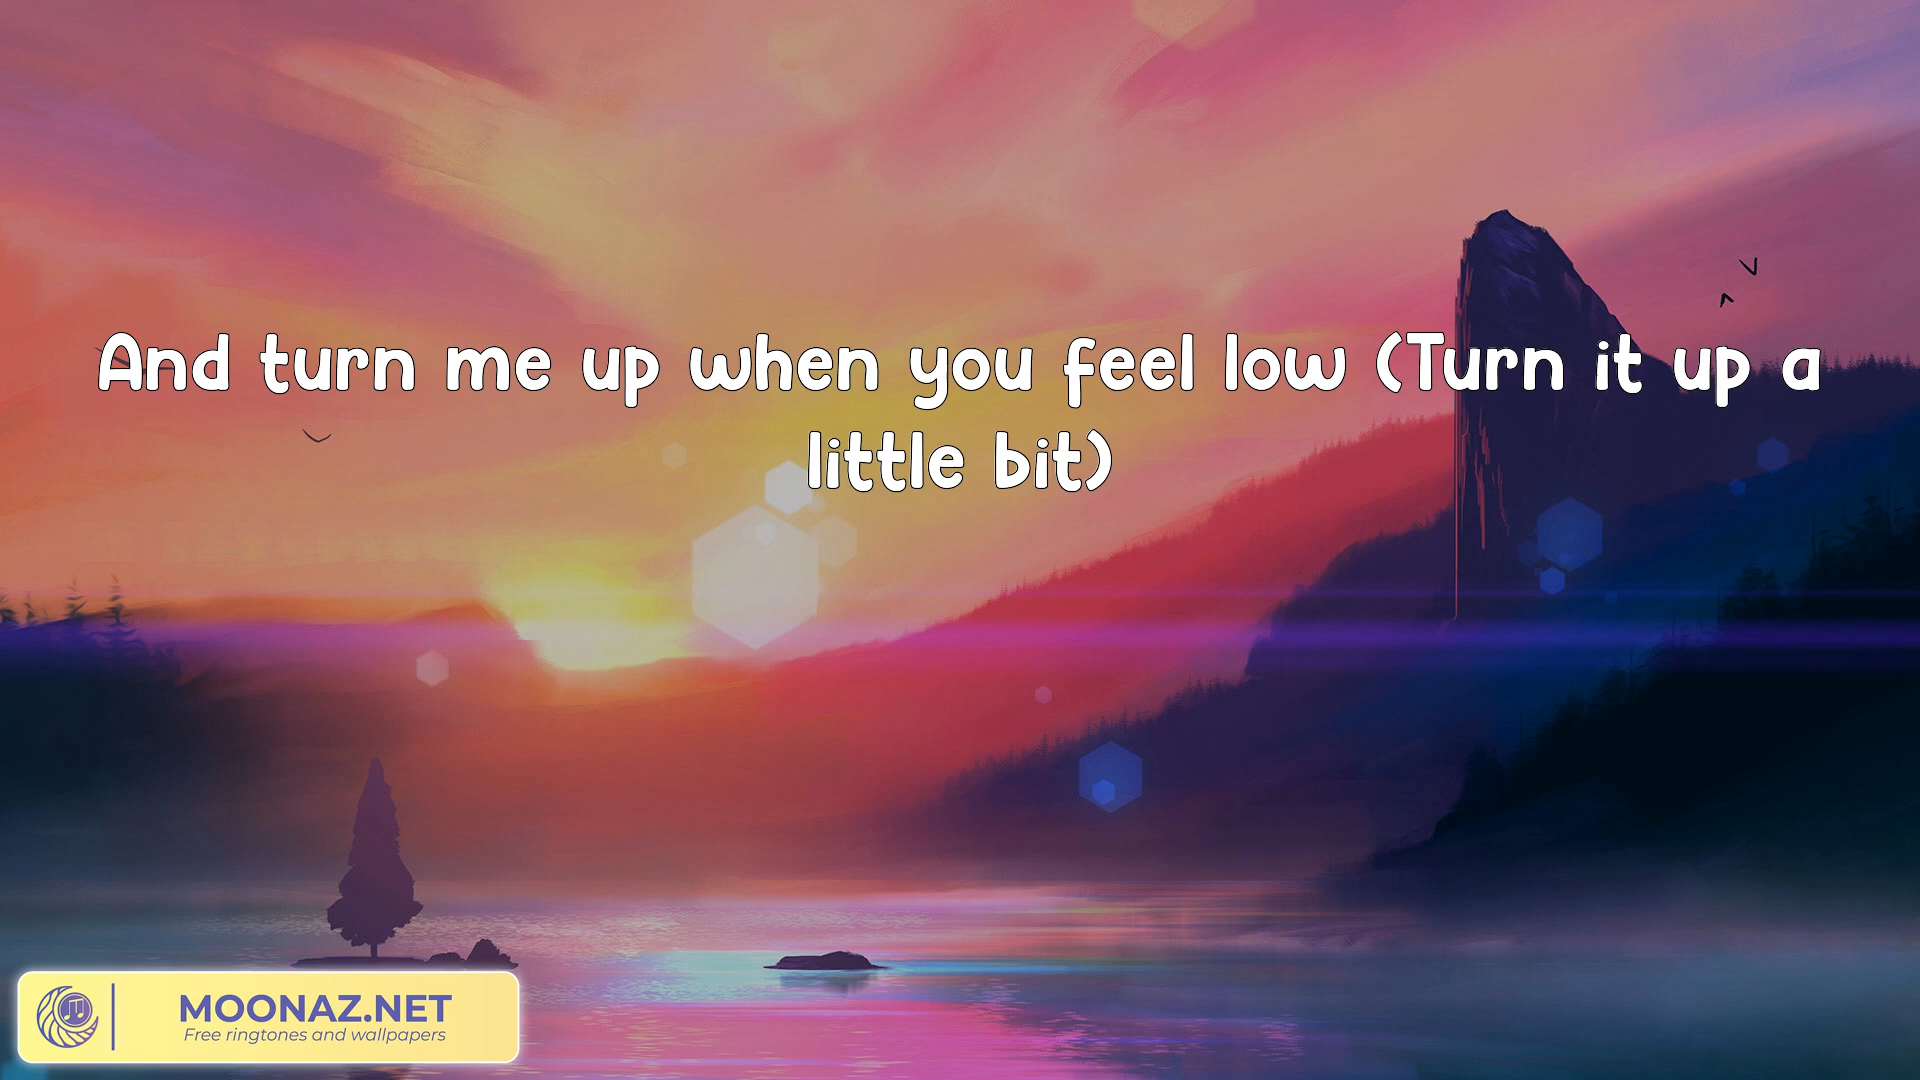 And turn me up when you feel low (Turn it up a
little bit)
MOONAZ.NET
Free ringtones and wallpapers